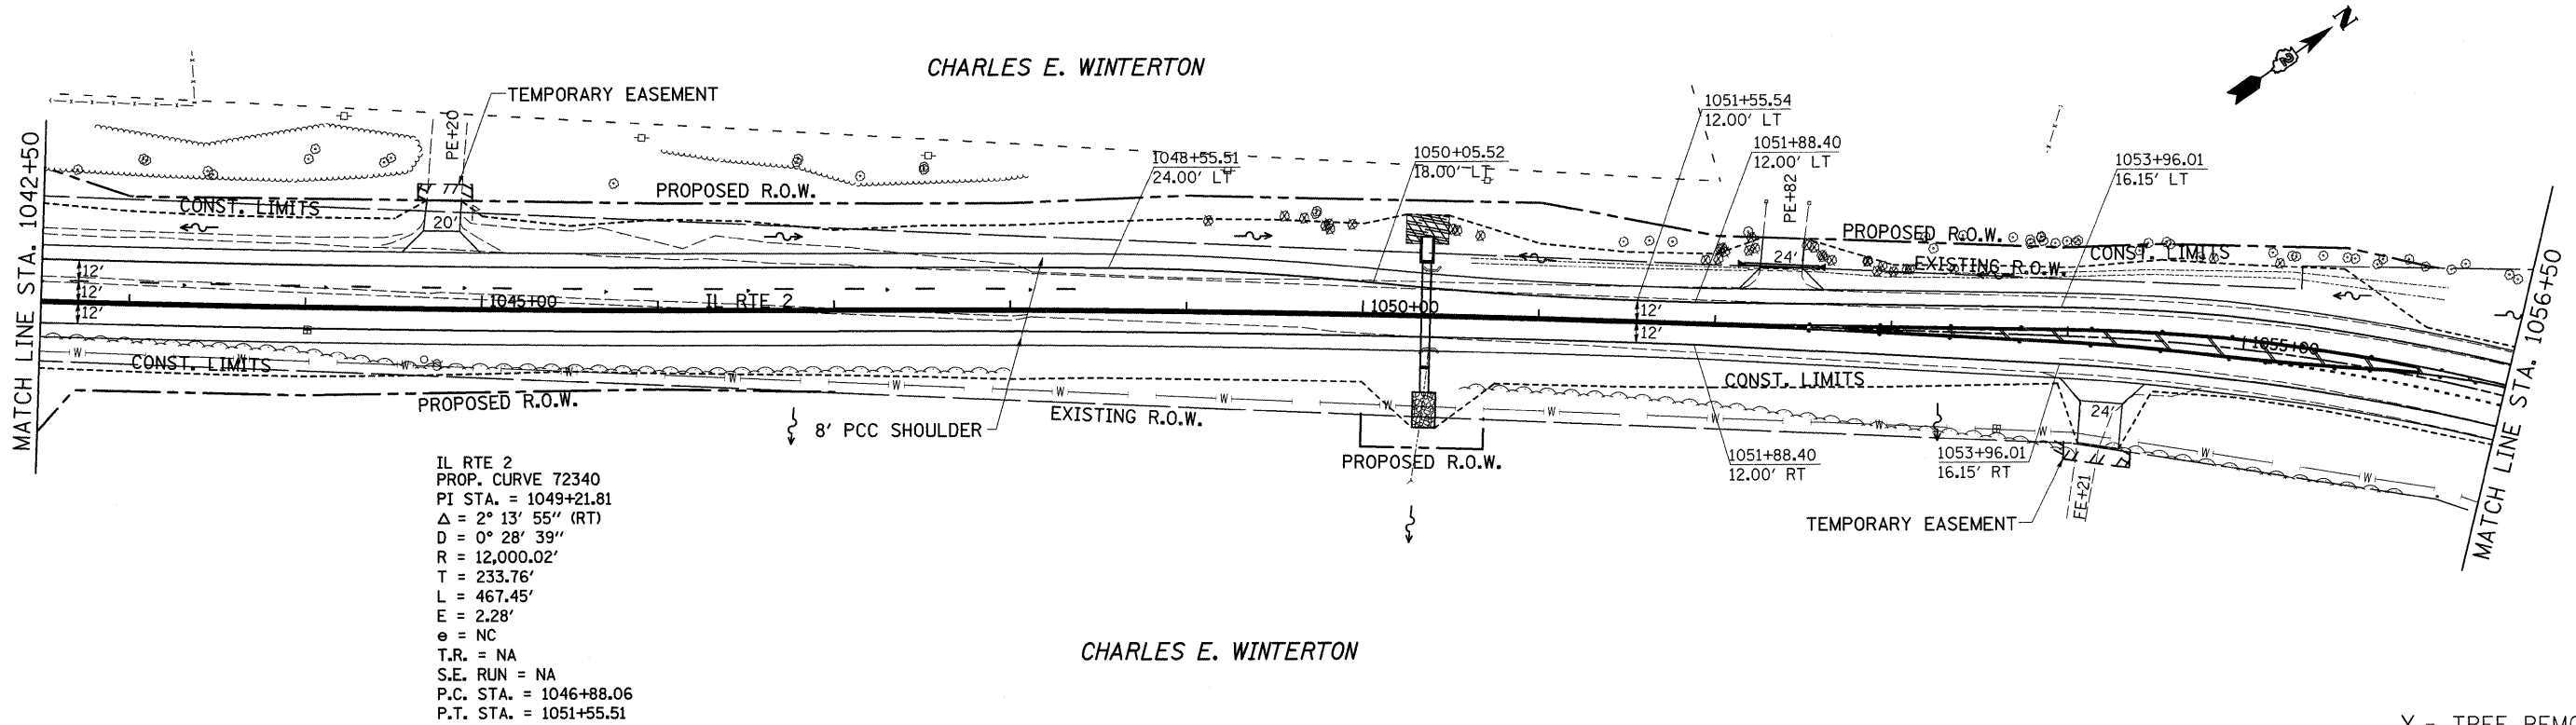 N
CHARLES E. WINTERTON
TEMPORARY EASEMENT
PE+20
1051+55.54
12.00' LT
1051+88.40
12.00' LT
1048+55.51
24.00' LT
1050+05.52
18.00' LT
1053+96.01
16.15' LT
MATCH LINE STA. 1042+50
PROPOSED R.O.W.
CONST. LIMITS
20'
PE+82
24'
PROPOSED R.O.W.
CONST. LIMITS
EXISTING R.O.W.
12'
12'
12'
1045+00
IL RTE 2
1050+00
12'
12'
1055+00
MATCH LINE STA. 1056+50
W W W W W W W W W W W W W W W
CONST. LIMITS
PROPOSED R.O.W.
8' PCC SHOULDER
EXISTING R.O.W.
PROPOSED R.O.W.
CONST. LIMITS
1051+88.40
12.00' RT
1053+96.01
16.15' RT
24'
FE+21
TEMPORARY EASEMENT
IL RTE 2
PROP. CURVE 72340
PI STA. = 1049+21.81
Δ = 2° 13' 55" (RT)
D = 0° 28' 39"
R = 12,000.02'
T = 233.76'
L = 467.45'
E = 2.28'
e = NC
T.R. = NA
S.E. RUN = NA
P.C. STA. = 1046+88.06
P.T. STA. = 1051+55.51
CHARLES E. WINTERTON